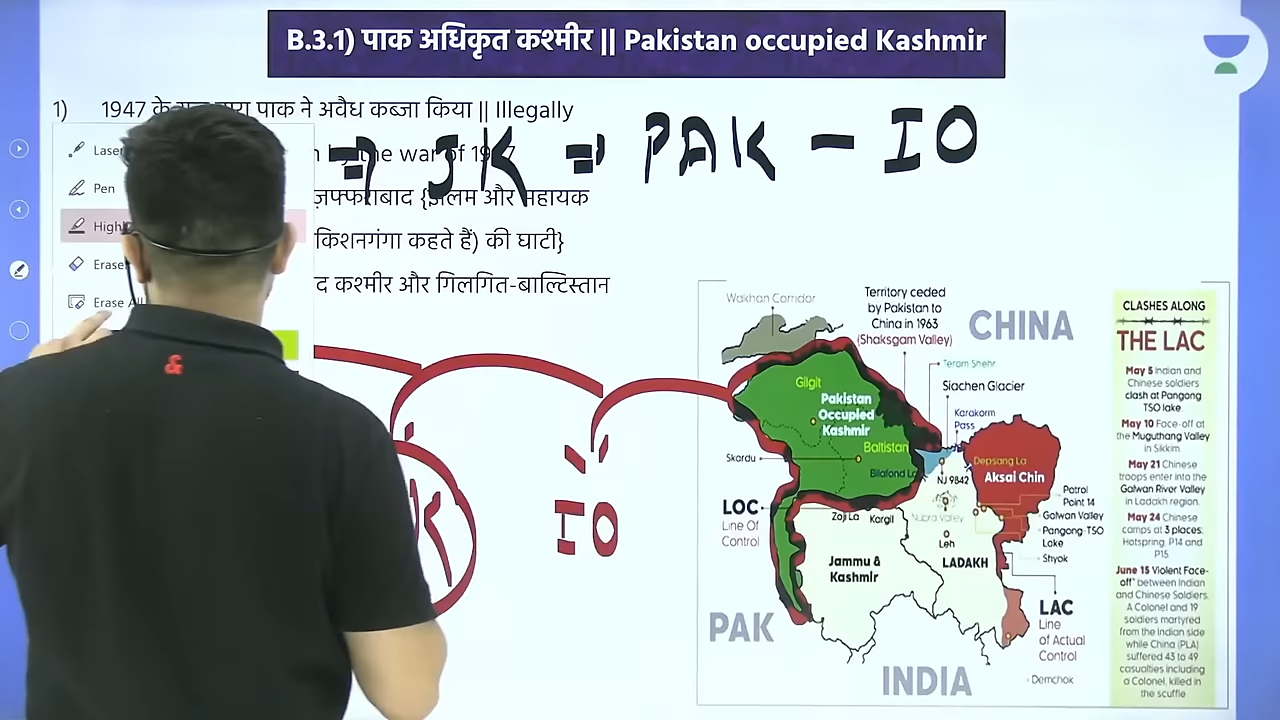 B.3.1) पाक अधिकृत कश्मीर || Pakistan occupied Kashmir
1) 1947 के पाक ने अवैध कब्जा किया || Illegally
the war of 1947
⇒ JK ⇒ PAK - IO
{झेलम और सहायक
किशनगंगा कहते हैं) की घाटी}
कश्मीर और गिलगित-बाल्टिस्तान
Pen
Erase
Erase All
IO
Wakhan Corridor
Territory ceded
by Pakistan to
China in 1963
(Shaksgam Valley)
CHINA
Teram Shehr
Siachen Glacier
Karakorm
Pass
Gilgit
Pakistan
Occupied
Kashmir
Baltistan
Skardu
Bilafond La
NJ 9842
Depsang La
Aksai Chin
LOC
Line Of
Control
Zoji La
Kargil
Nubra Valley
Leh
Patrol
Point 14
Galwan Valley
Pangong-TSO
Lake
Shyok
Jammu &
Kashmir
LADAKH
LAC
Line
of Actual
Control
PAK
INDIA
Demchok
CLASHES ALONG
THE LAC
May 5 Indian and
Chinese soldiers
clash at Pangong
TSO lake
May 10 Face-off at
the Muguthang Valley
in Sikkim
May 21 Chinese
troops enter into the
Galwan River Valley
in Ladakh region.
May 24 Chinese
camps at 3 places:
Hotspring, P14 and
P15
June 15 Violent Face-
off" between Indian
and Chinese Soldiers.
A Colonel and 19
soldiers martyred
from the Indian side
while China (PLA)
suffered 43 to 49
casualties including
a Colonel, killed in
the scuffle